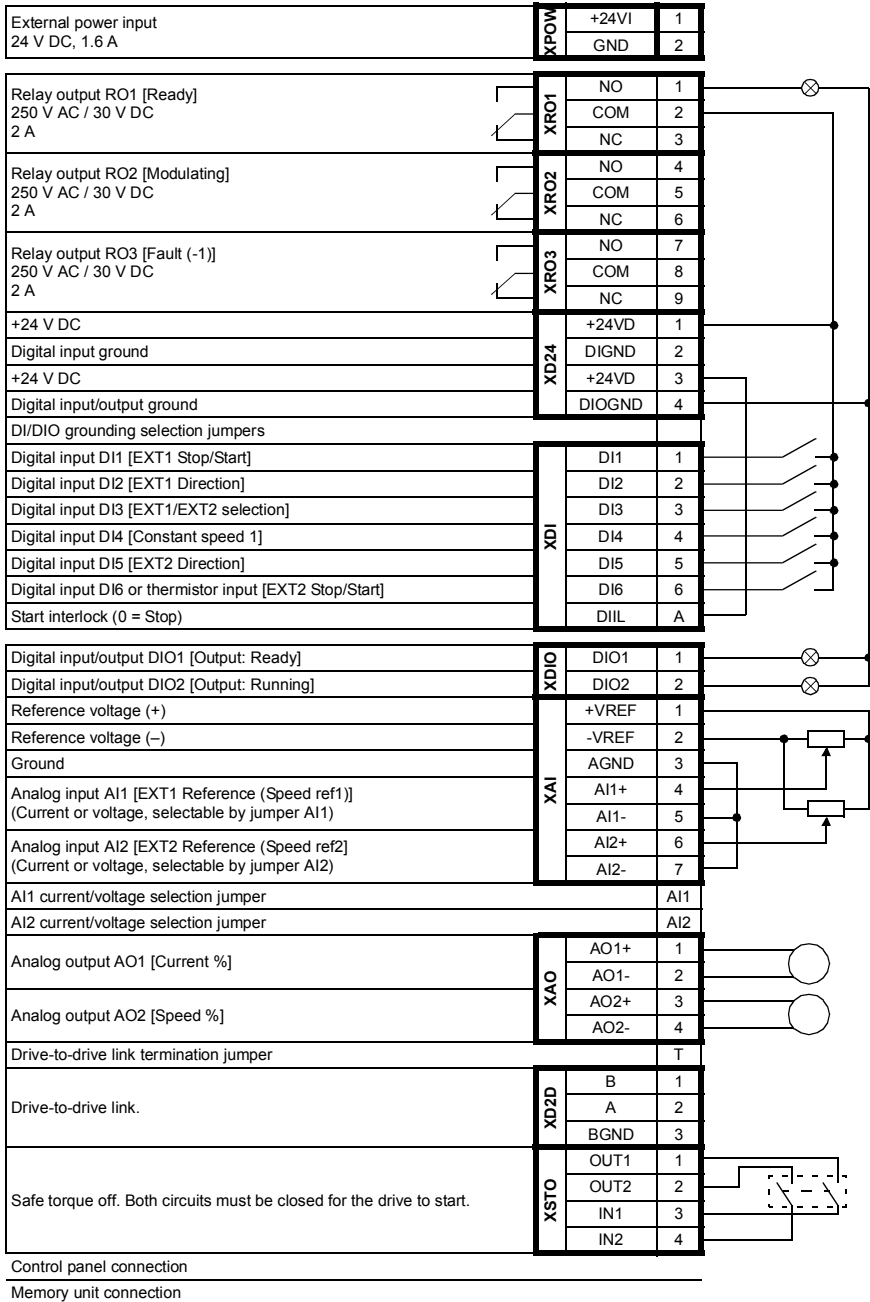 External power input
24 V DC, 1.6 A
XPOW
+24VI 1
GND 2
Relay output RO1 [Ready]
250 V AC / 30 V DC
2 A
XRO1
NO 1
COM 2
NC 3
Relay output RO2 [Modulating]
250 V AC / 30 V DC
2 A
XRO2
NO 4
COM 5
NC 6
Relay output RO3 [Fault (-1)]
250 V AC / 30 V DC
2 A
XRO3
NO 7
COM 8
NC 9
XD24
+24 V DC +24VD 1
Digital input ground DIGND 2
+24 V DC +24VD 3
Digital input/output ground DIOGND 4
DI/DIO grounding selection jumpers
XDI
Digital input DI1 [EXT1 Stop/Start] DI1 1
Digital input DI2 [EXT1 Direction] DI2 2
Digital input DI3 [EXT1/EXT2 selection] DI3 3
Digital input DI4 [Constant speed 1] DI4 4
Digital input DI5 [EXT2 Direction] DI5 5
Digital input DI6 or thermistor input [EXT2 Stop/Start] DI6 6
Start interlock (0 = Stop) DIIL A
XDIO
Digital input/output DIO1 [Output: Ready] DIO1 1
Digital input/output DIO2 [Output: Running] DIO2 2
XAI
Reference voltage (+) +VREF 1
Reference voltage (–) -VREF 2
Ground AGND 3
Analog input AI1 [EXT1 Reference (Speed ref1)]
(Current or voltage, selectable by jumper AI1)
AI1+ 4
AI1- 5
Analog input AI2 [EXT2 Reference (Speed ref2]
(Current or voltage, selectable by jumper AI2)
AI2+ 6
AI2- 7
AI1 current/voltage selection jumper AI1
AI2 current/voltage selection jumper AI2
Analog output AO1 [Current %]
XAO
AO1+ 1
AO1- 2
Analog output AO2 [Speed %]
AO2+ 3
AO2- 4
Drive-to-drive link termination jumper T
Drive-to-drive link.
XD2D
B 1
A 2
BGND 3
Safe torque off. Both circuits must be closed for the drive to start.
XSTO
OUT1 1
OUT2 2
IN1 3
IN2 4
Control panel connection
Memory unit connection